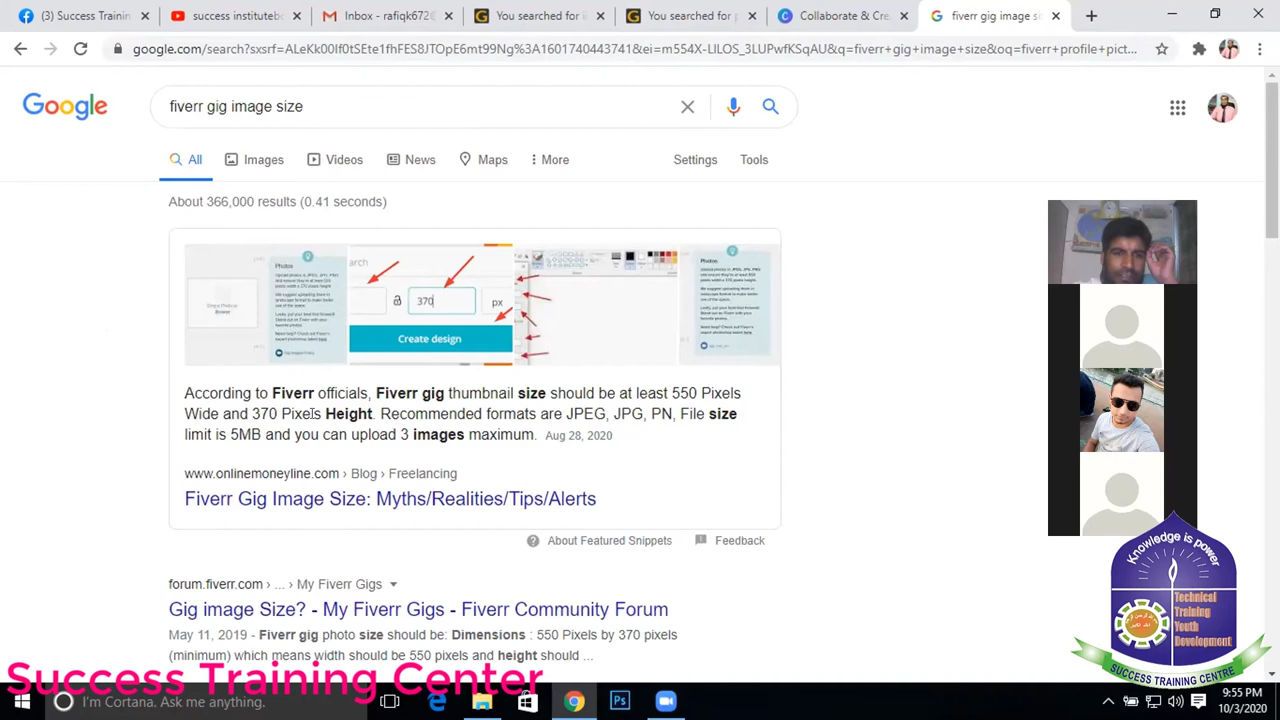 Success Trainin
success instituteb
Inbox - rafiqk672@
You searched for i
You searched for p
Collaborate & Cre
fiverr gig image si
google.com/search?sxsrf=ALeKk00If0tSEte1fhFES8JTOpE6mt99Ng%3A1601740443741&ei=m554X-LILOS_3LUPwfKSqAU&q=fiverr+gig+image+size&oq=fiverr+profile+pict...
Google
fiverr gig image size
All
Images
Videos
News
Maps
More
Settings
Tools
About 366,000 results (0.41 seconds)
Photos:
arch
370
px
Create design
Photos:
According to Fiverr officials, Fiverr gig thumbnail size should be at least 550 Pixels
Wide and 370 Pixels Height. Recommended formats are JPEG, JPG, PN, File size
limit is 5MB and you can upload 3 images maximum. Aug 28, 2020
www.onlinemoneyline.com › Blog › Freelancing
Fiverr Gig Image Size: Myths/Realities/Tips/Alerts
About Featured Snippets
Feedback
forum.fiverr.com › ... › My Fiverr Gigs
Gig image Size? - My Fiverr Gigs - Fiverr Community Forum
May 11, 2019 - Fiverr gig photo size should be: Dimensions : 550 Pixels by 370 pixels
(minimum) which means width should be 550 pixels and height should ...
Knowledge is power
Technical
Training
Youth
Development
SUCCESS TRAINING CENTRE
Success Training Center
I'm Cortana. Ask me anything.
Ps
9:55 PM
10/3/2020